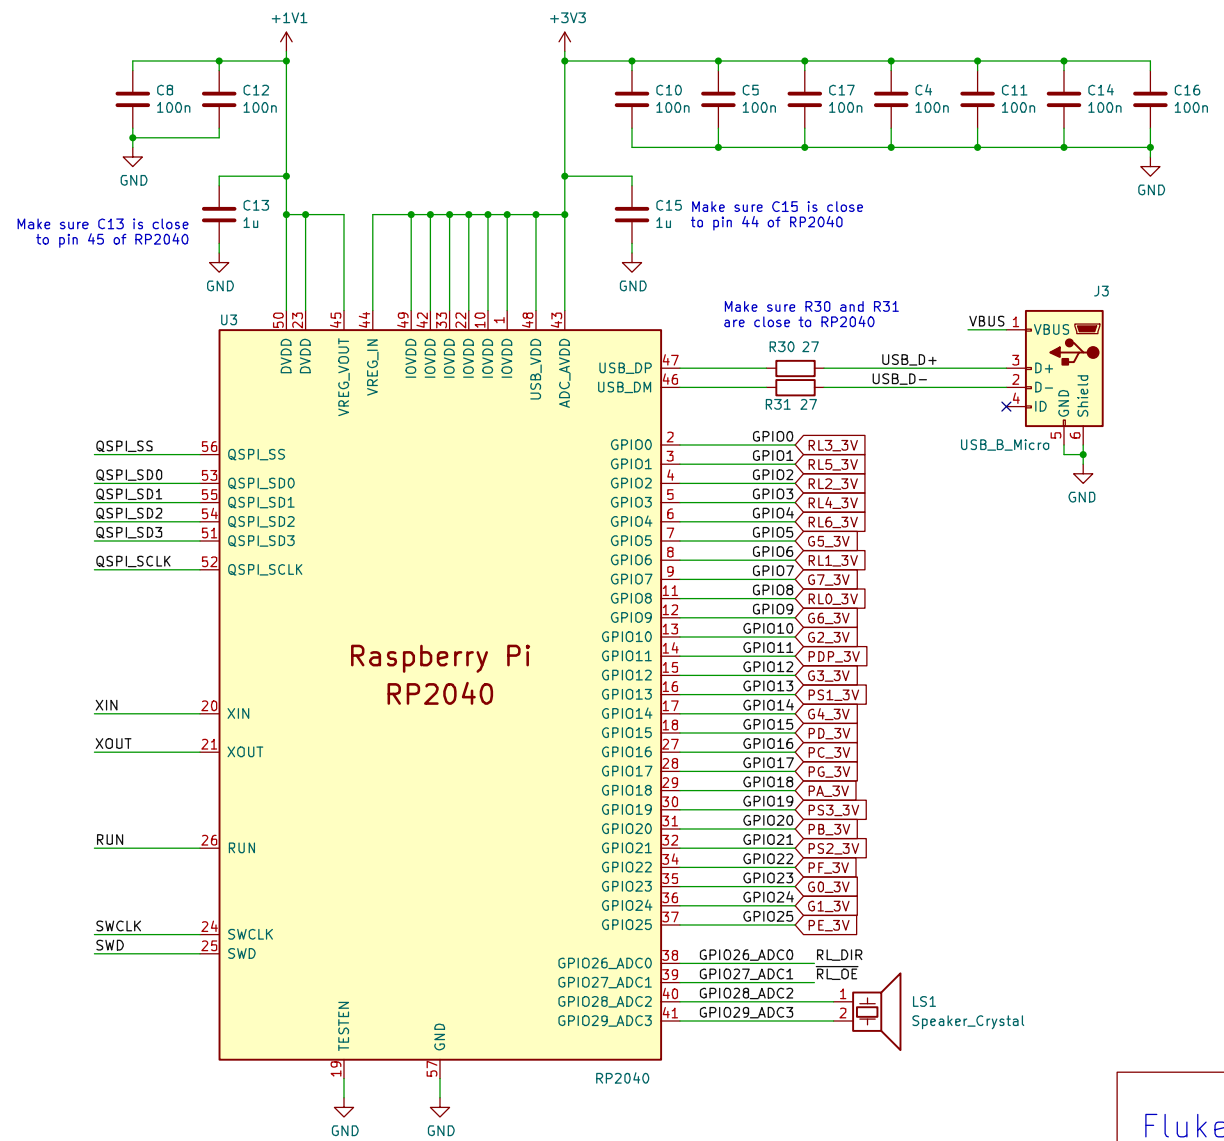 +1V1
+3V3
C8
100n
C12
100n
C10
100n
C5
100n
C17
100n
C4
100n
C11
100n
C14
100n
C16
100n
GND
GND
C13
1u
Make sure C13 is close
to pin 45 of RP2040
C15
1u
Make sure C15 is close
to pin 44 of RP2040
GND
GND
U3
50
23
45
44
49
42
33
22
10
1
48
43
DVDD
DVDD
VREG_VOUT
VREG_IN
IOVDD
IOVDD
IOVDD
IOVDD
IOVDD
IOVDD
USB_VDD
ADC_AVDD
Make sure R30 and R31
are close to RP2040
J3
VBUS 1 VBUS
USB_DP 47 R30 27 USB_D+ 3 D+
USB_DM 46 R31 27 USB_D- 2 D-
4 ID
GND
Shield
5 6
USB_B_Micro
GND
QSPI_SS 56 QSPI_SS
QSPI_SD0 53 QSPI_SD0
QSPI_SD1 55 QSPI_SD1
QSPI_SD2 54 QSPI_SD2
QSPI_SD3 51 QSPI_SD3
QSPI_SCLK 52 QSPI_SCLK
XIN 20 XIN
XOUT 21 XOUT
RUN 26 RUN
SWCLK 24 SWCLK
SWD 25 SWD
Raspberry Pi
RP2040
GPIO0 2 GPIO0 RL3_3V
GPIO1 3 GPIO1 RL5_3V
GPIO2 4 GPIO2 RL2_3V
GPIO3 5 GPIO3 RL4_3V
GPIO4 6 GPIO4 RL6_3V
GPIO5 7 GPIO5 G5_3V
GPIO6 8 GPIO6 RL1_3V
GPIO7 9 GPIO7 G7_3V
GPIO8 11 GPIO8 RL0_3V
GPIO9 12 GPIO9 G6_3V
GPIO10 13 GPIO10 G2_3V
GPIO11 14 GPIO11 PDP_3V
GPIO12 15 GPIO12 G3_3V
GPIO13 16 GPIO13 PS1_3V
GPIO14 17 GPIO14 G4_3V
GPIO15 18 GPIO15 PD_3V
GPIO16 27 GPIO16 PC_3V
GPIO17 28 GPIO17 PG_3V
GPIO18 29 GPIO18 PA_3V
GPIO19 30 GPIO19 PS3_3V
GPIO20 31 GPIO20 PB_3V
GPIO21 32 GPIO21 PS2_3V
GPIO22 34 GPIO22 PF_3V
GPIO23 35 GPIO23 G0_3V
GPIO24 36 GPIO24 G1_3V
GPIO25 37 GPIO25 PE_3V
GPIO26_ADC0 38 GPIO26_ADC0 RL_DIR
GPIO27_ADC1 39 GPIO27_ADC1 RL_OE
GPIO28_ADC2 40 GPIO28_ADC2 1
GPIO29_ADC3 41 GPIO29_ADC3 2
LS1
Speaker_Crystal
TESTEN
GND
19
57
RP2040
GND
GND
Fluke